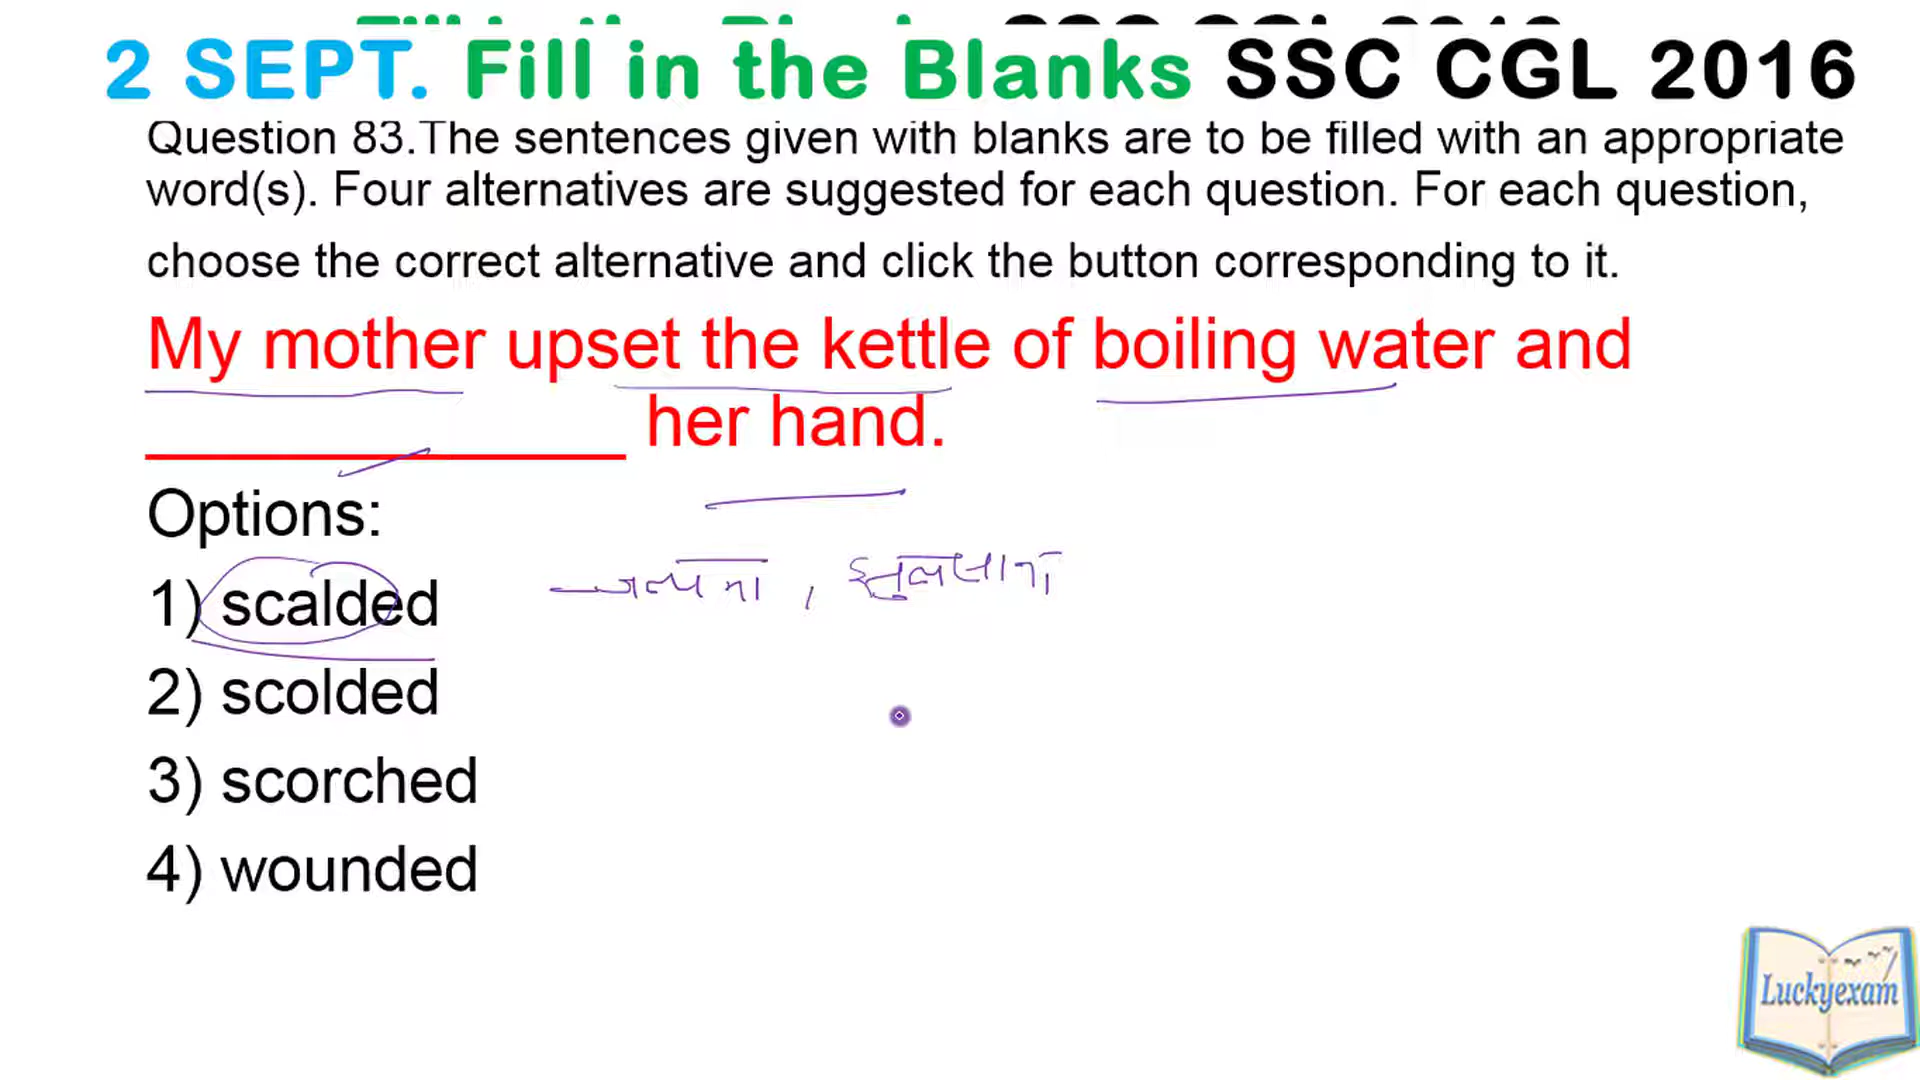 2 SEPT. Fill in the Blanks SSC CGL 2016
Question 83.The sentences given with blanks are to be filled with an appropriate
word(s). Four alternatives are suggested for each question. For each question,
choose the correct alternative and click the button corresponding to it.
My mother upset the kettle of boiling water and
____________ her hand.
Options:
1) scalded
, झुलसाना
2) scolded
3) scorched
4) wounded
Luckyexam